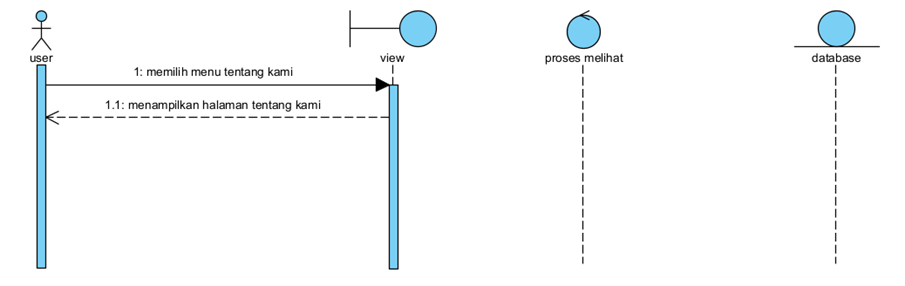 user
view
proses melihat
database
1: memilih menu tentang kami
1.1: menampilkan halaman tentang kami